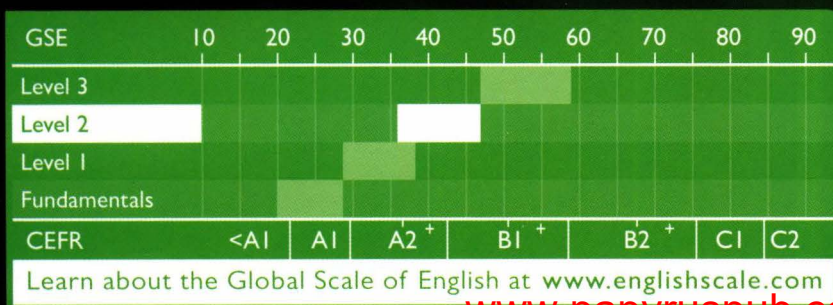 GSE 10 20 30 40 50 60 70 80 90
Level 3
Level 2
Level 1
Fundamentals
CEFR <A1 A1 A2 + B1 + B2 + C1 C2
Learn about the Global Scale of English at www.englishscale.com